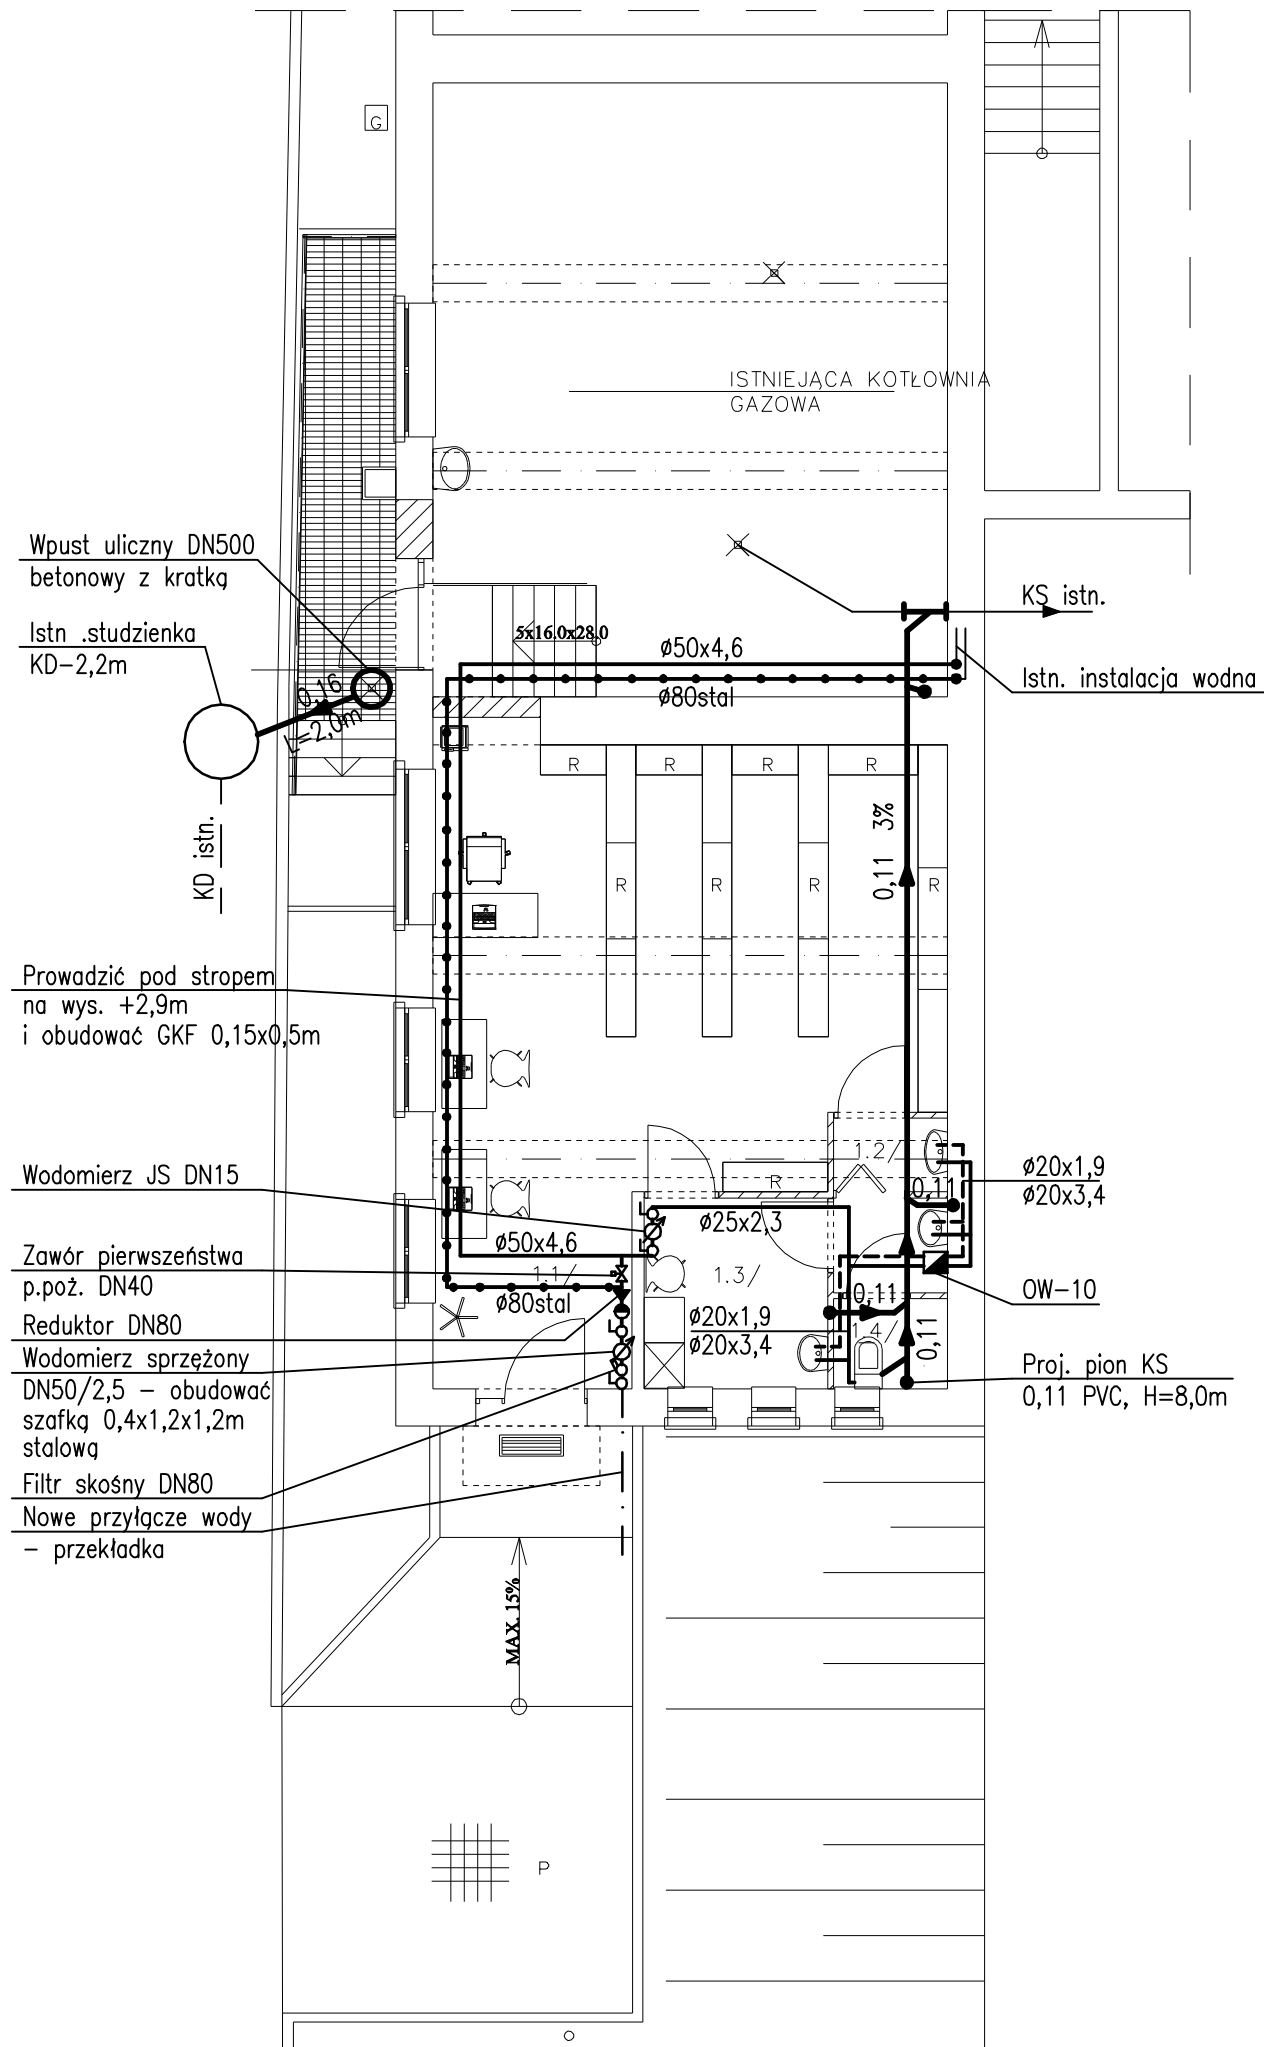 G
ISTNIEJĄCA KOTŁOWNIA
GAZOWA
Wpust uliczny DN500
betonowy z kratką
Istn .studzienka
KD-2,2m
KS istn.
Istn. instalacja wodna
5x16.0x28.0
ø50x4,6
ø80stal
0,16
L=2,0m
KD istn.
R
R
R
R
R
R
R
R
0,11 3%
Prowadzić pod stropem
na wys. +2,9m
i obudować GKF 0,15x0,5m
Wodomierz JS DN15
Zawór pierwszeństwa
p.poż. DN40
Reduktor DN80
Wodomierz sprzężony
DN50/2,5 – obudować
szafką 0,4x1,2x1,2m
stalową
Filtr skośny DN80
Nowe przyłącze wody
– przekładka
R
1.2/
0,11
ø20x1,9
ø20x3,4
ø25x2,3
ø50x4,6
1.1/
ø80stal
1.3/
ø20x1,9
ø20x3,4
0,11
1.4/
0,11
OW-10
Proj. pion KS
0,11 PVC, H=8,0m
MAX. 15%
P